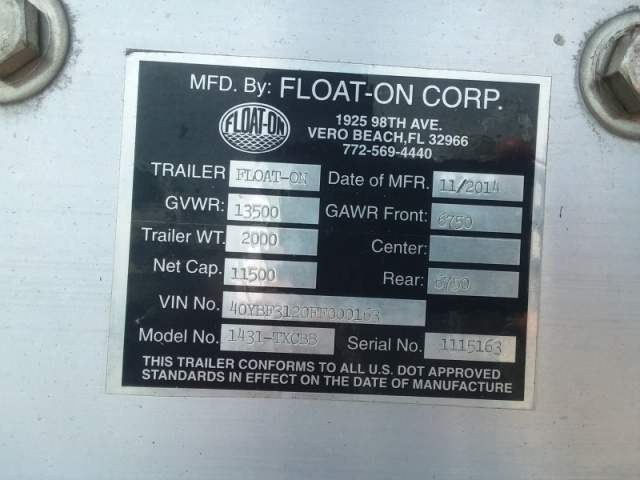 MFD. By: FLOAT-ON CORP.
FLOAT-ON
1925 98TH AVE.
VERO BEACH,FL 32966
772-569-4440
TRAILER FLOAT-ON Date of MFR. 11/2014
GVWR: 13500 GAWR Front: 6750
Trailer WT. 2000 Center:
Net Cap. 11500 Rear: 6750
VIN No. 40YBF3120FF000163
Model No. 1431-TXCBB Serial No. 1115163
THIS TRAILER CONFORMS TO ALL U.S. DOT APPROVED
STANDARDS IN EFFECT ON THE DATE OF MANUFACTURE